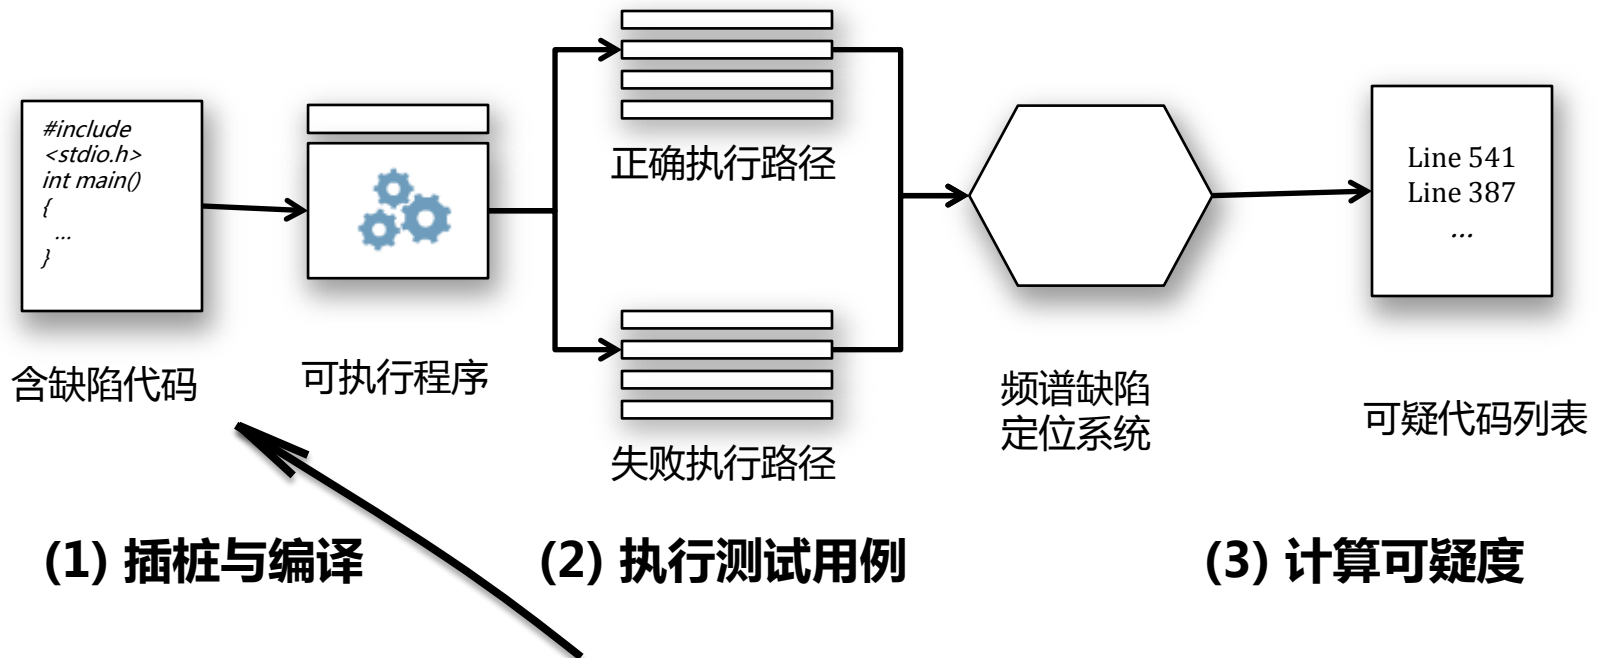 #include
<stdio.h>
int main()
{
...
}
含缺陷代码
可执行程序
正确执行路径
失败执行路径
频谱缺陷
定位系统
Line 541
Line 387
...
可疑代码列表
(1) 插桩与编译
(2) 执行测试用例
(3) 计算可疑度